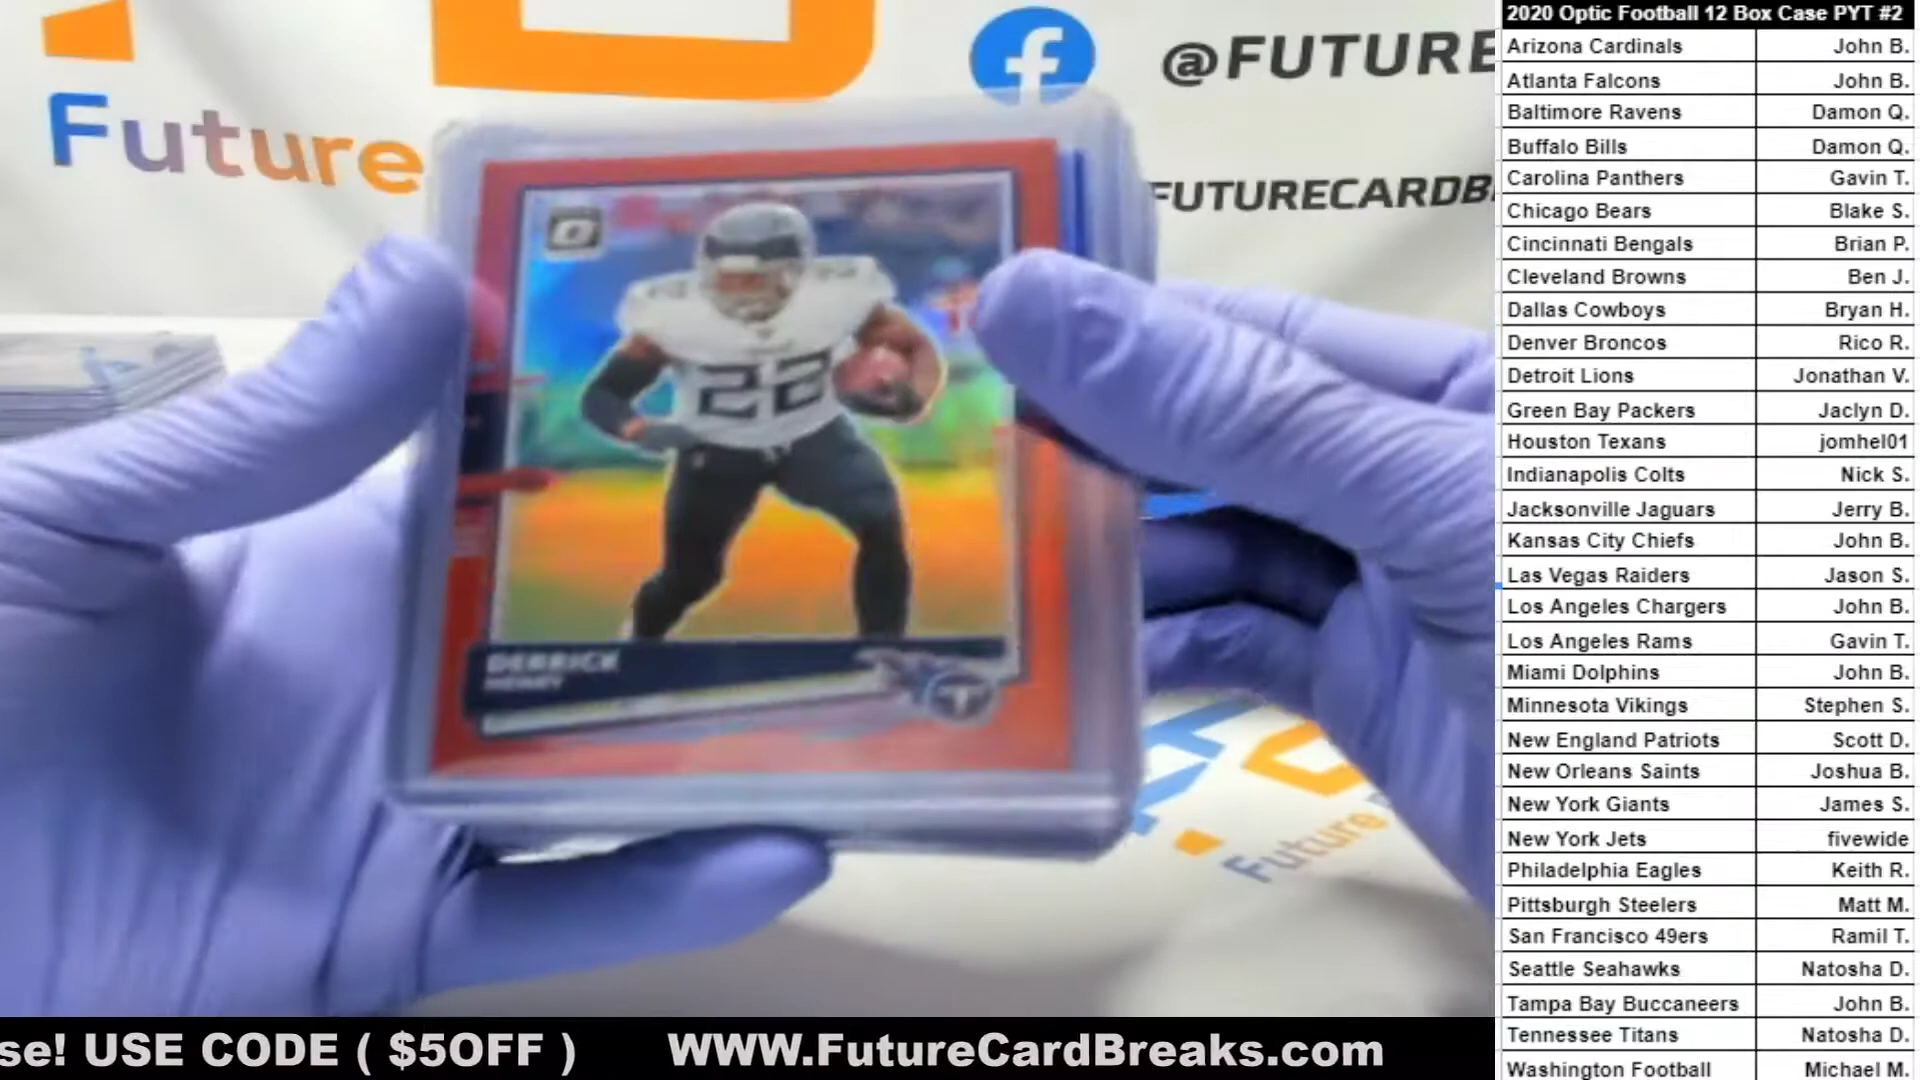 Future
@FUTURE
FUTURECARDB
22
DERRICK
HENRY
T
Future
se! USE CODE ( $5OFF )
WWW.FutureCardBreaks.com
2020 Optic Football 12 Box Case PYT #2
Arizona Cardinals John B.
Atlanta Falcons John B.
Baltimore Ravens Damon Q.
Buffalo Bills Damon Q.
Carolina Panthers Gavin T.
Chicago Bears Blake S.
Cincinnati Bengals Brian P.
Cleveland Browns Ben J.
Dallas Cowboys Bryan H.
Denver Broncos Rico R.
Detroit Lions Jonathan V.
Green Bay Packers Jaclyn D.
Houston Texans jomhel01
Indianapolis Colts Nick S.
Jacksonville Jaguars Jerry B.
Kansas City Chiefs John B.
Las Vegas Raiders Jason S.
Los Angeles Chargers John B.
Los Angeles Rams Gavin T.
Miami Dolphins John B.
Minnesota Vikings Stephen S.
New England Patriots Scott D.
New Orleans Saints Joshua B.
New York Giants James S.
New York Jets fivewide
Philadelphia Eagles Keith R.
Pittsburgh Steelers Matt M.
San Francisco 49ers Ramil T.
Seattle Seahawks Natosha D.
Tampa Bay Buccaneers John B.
Tennessee Titans Natosha D.
Washington Football Michael M.